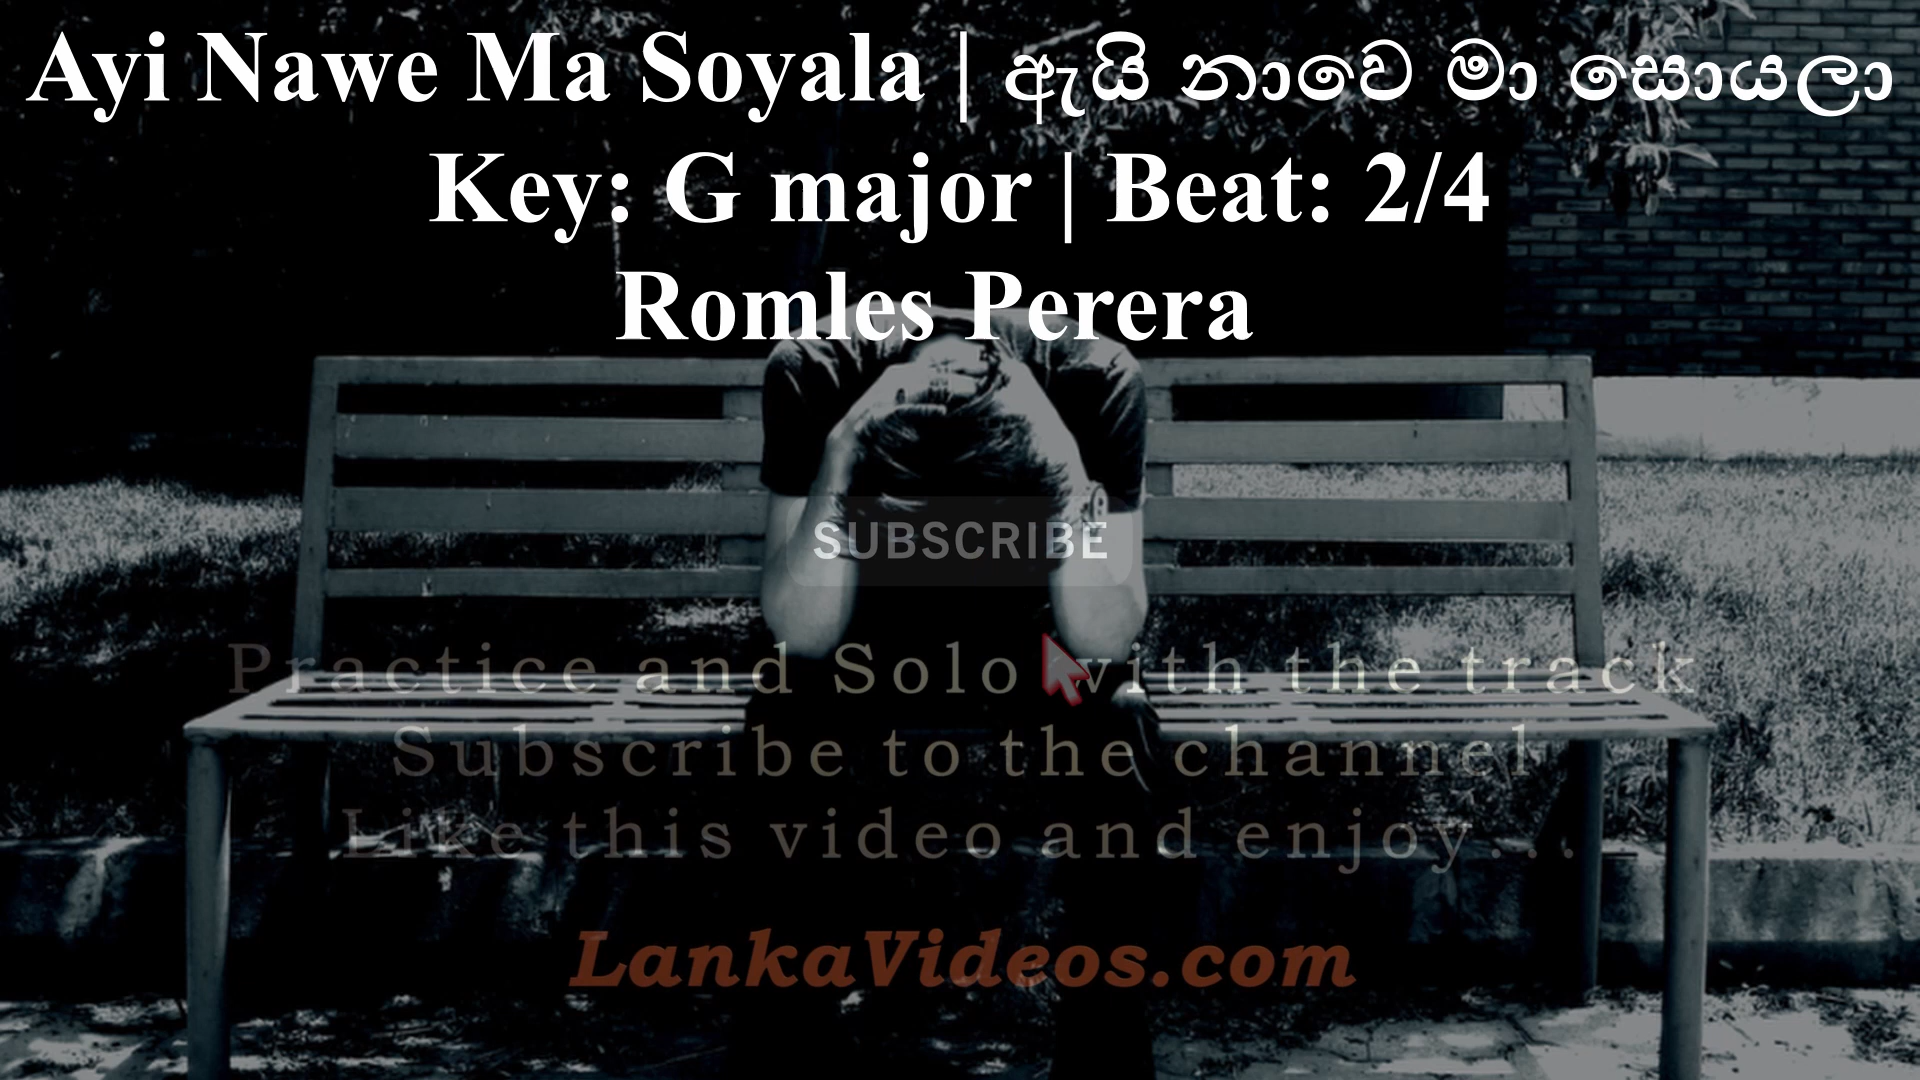 Ayi Nawe Ma Soyala | ඇයි නාවේ මා සොයලා
Key: G major | Beat: 2/4
Romles Perera
SUBSCRIBE
Practice and Solo with the track
Subscribe to the channel
Like this video and enjoy...
LankaVideos.com